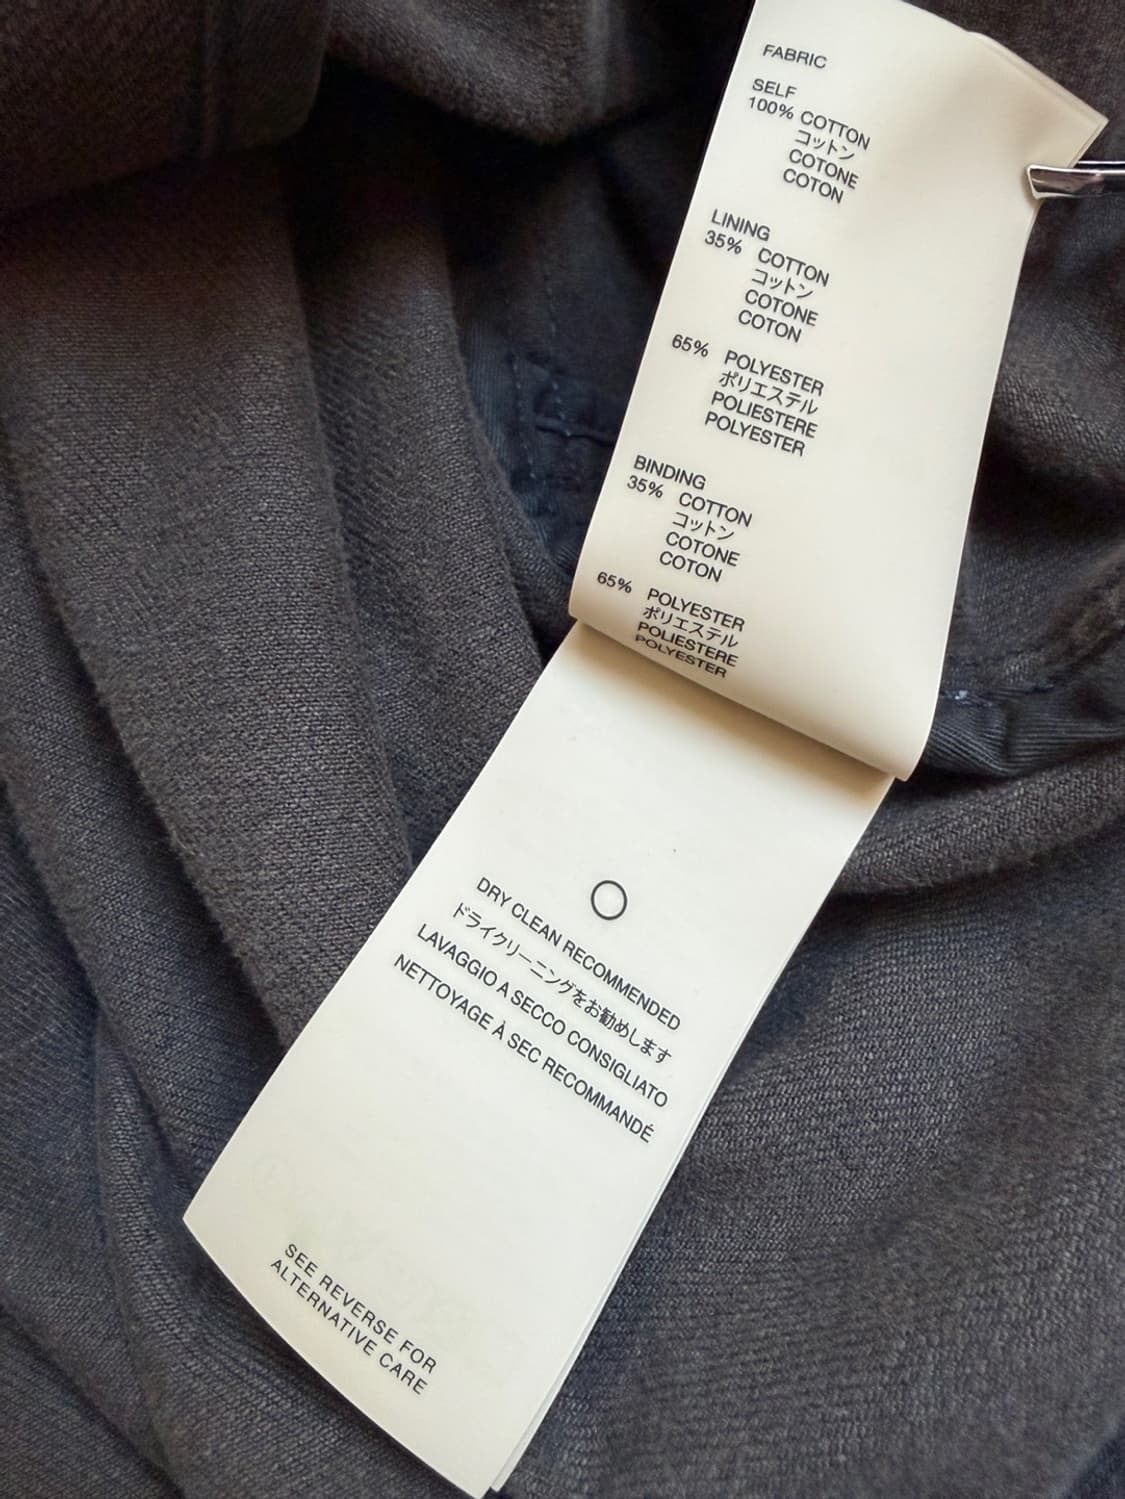 FABRIC
SELF
100% COTTON
コットン
COTONE
COTON
LINING
35% COTTON
コットン
COTONE
COTON
65% POLYESTER
ポリエステル
POLIESTERE
POLYESTER
BINDING
35% COTTON
コットン
COTONE
COTON
65% POLYESTER
ポリエステル
POLIESTERE
POLYESTER
DRY CLEAN RECOMMENDED
ドライクリーニングをお勧めします
LAVAGGIO A SECCO CONSIGLIATO
NETTOYAGE À SEC RECOMMANDÉ
SEE REVERSE FOR
ALTERNATIVE CARE